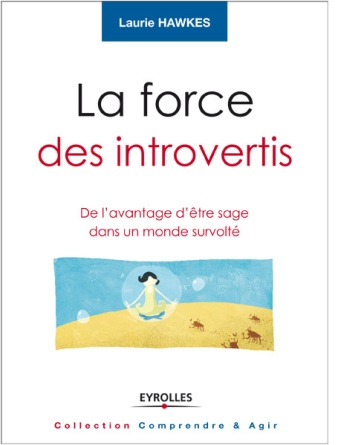 Laurie HAWKES
La force
des introvertis
De l'avantage d'être sage
dans un monde survolté
EYROLLES
Collection Comprendre & Agir